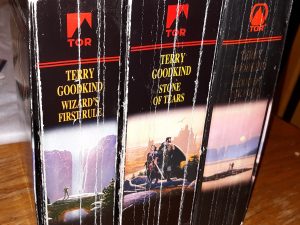 TOR
TERRY
GOODKIND
WIZARD'S
FIRST RULE
TOR
TERRY
GOODKIND
STONE
OF TEARS
TOR